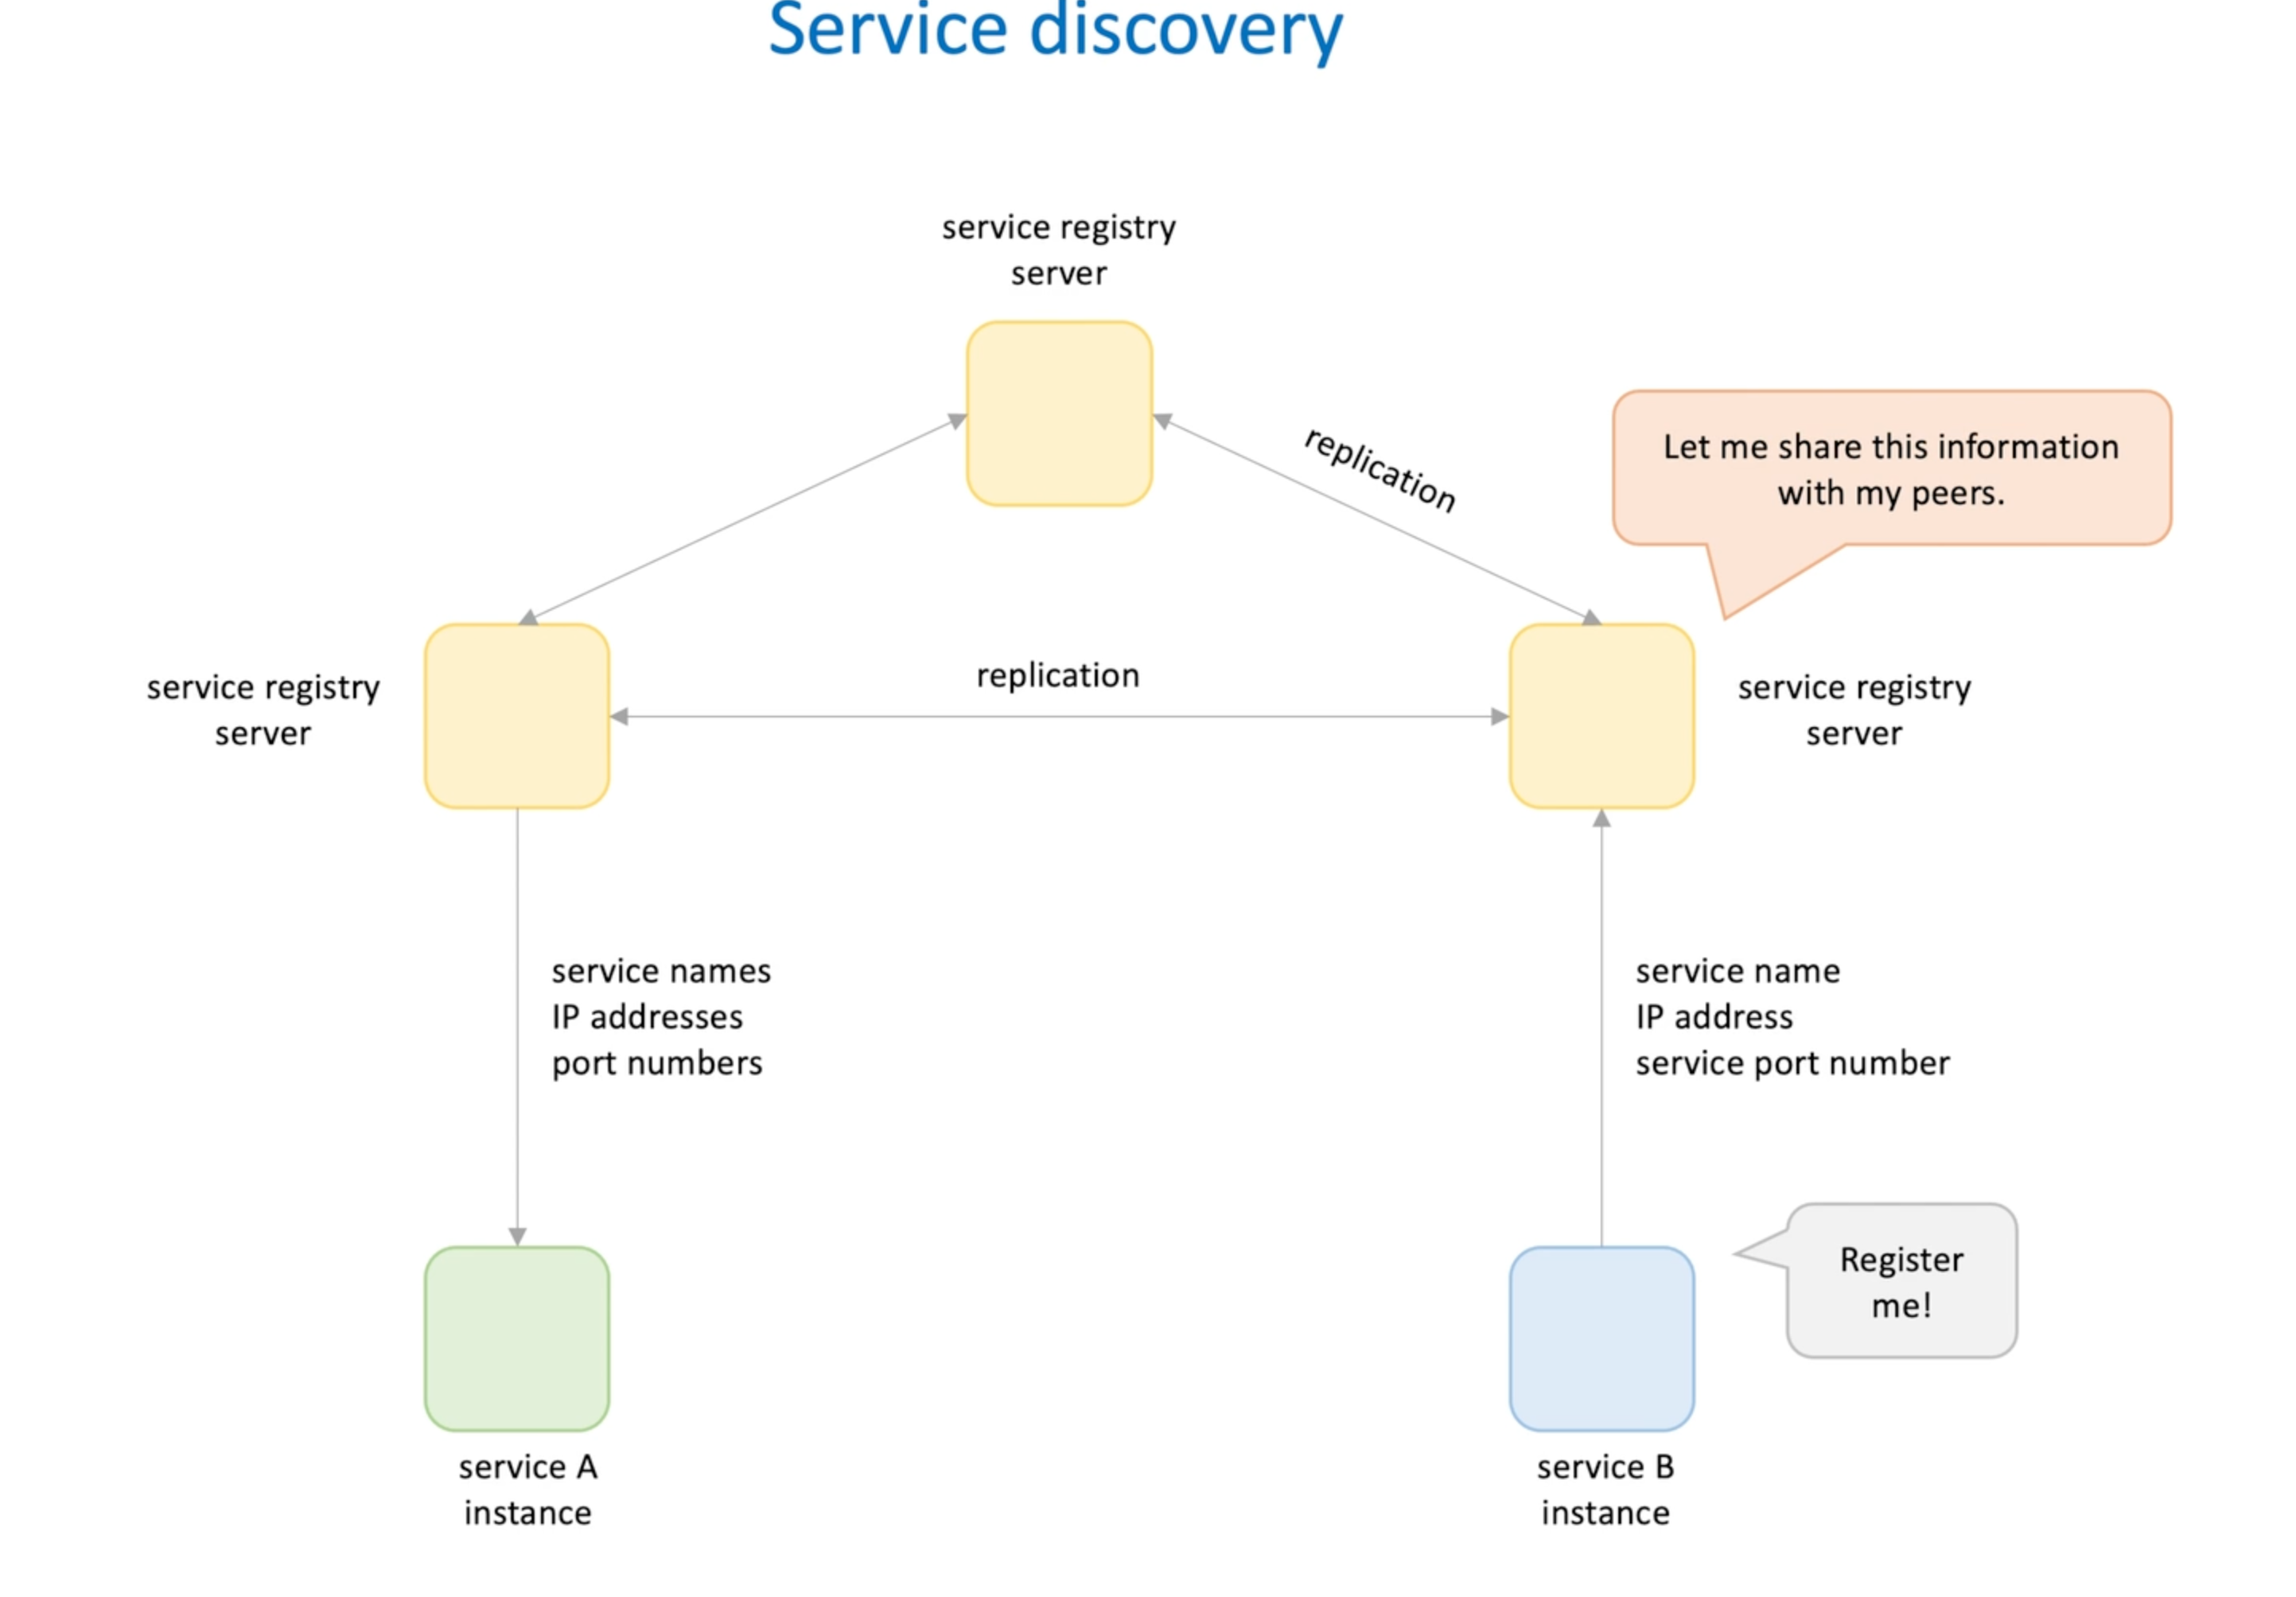 Service discovery
service registry
server
replication
Let me share this information
with my peers.
service registry
server
replication
service registry
server
service names
IP addresses
port numbers
service name
IP address
service port number
Register
me!
service A
instance
service B
instance